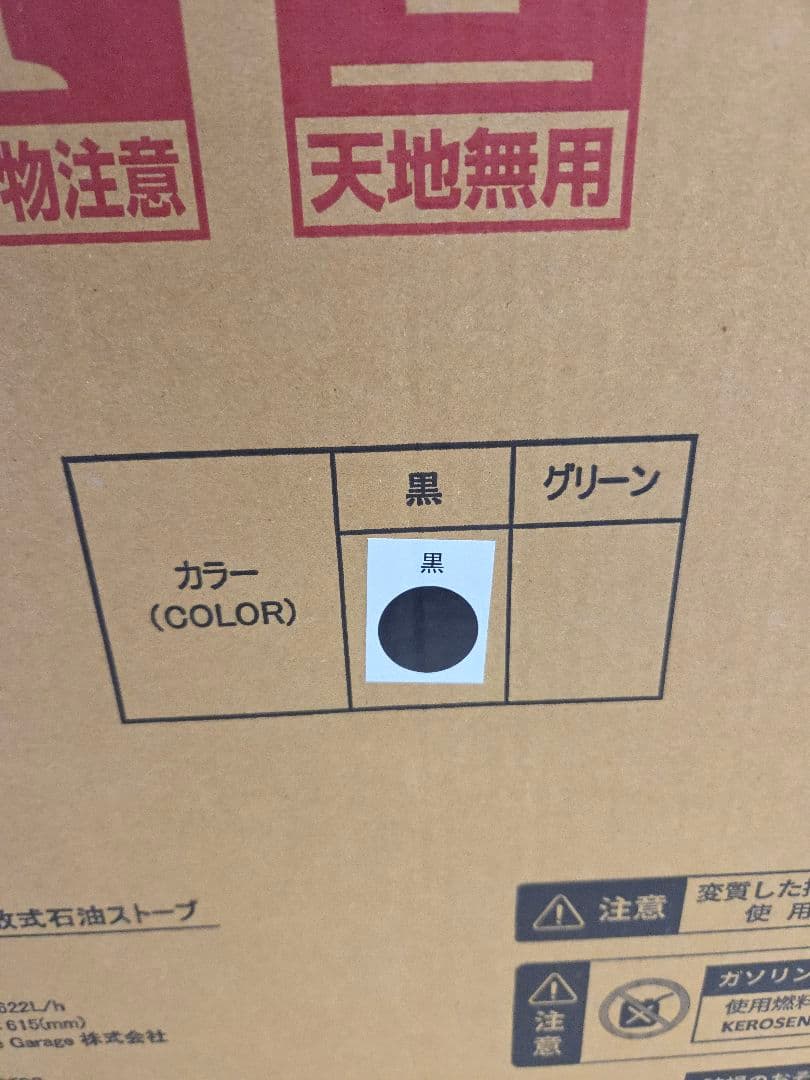 物注意
天地無用
黒
グリーン
カラー
(COLOR)
黒
式石油ストーブ
622L/h
615(mm)
Garage 株式会社
注意
変質した
使用
注意
ガソリン
使用燃料
KEROSEN